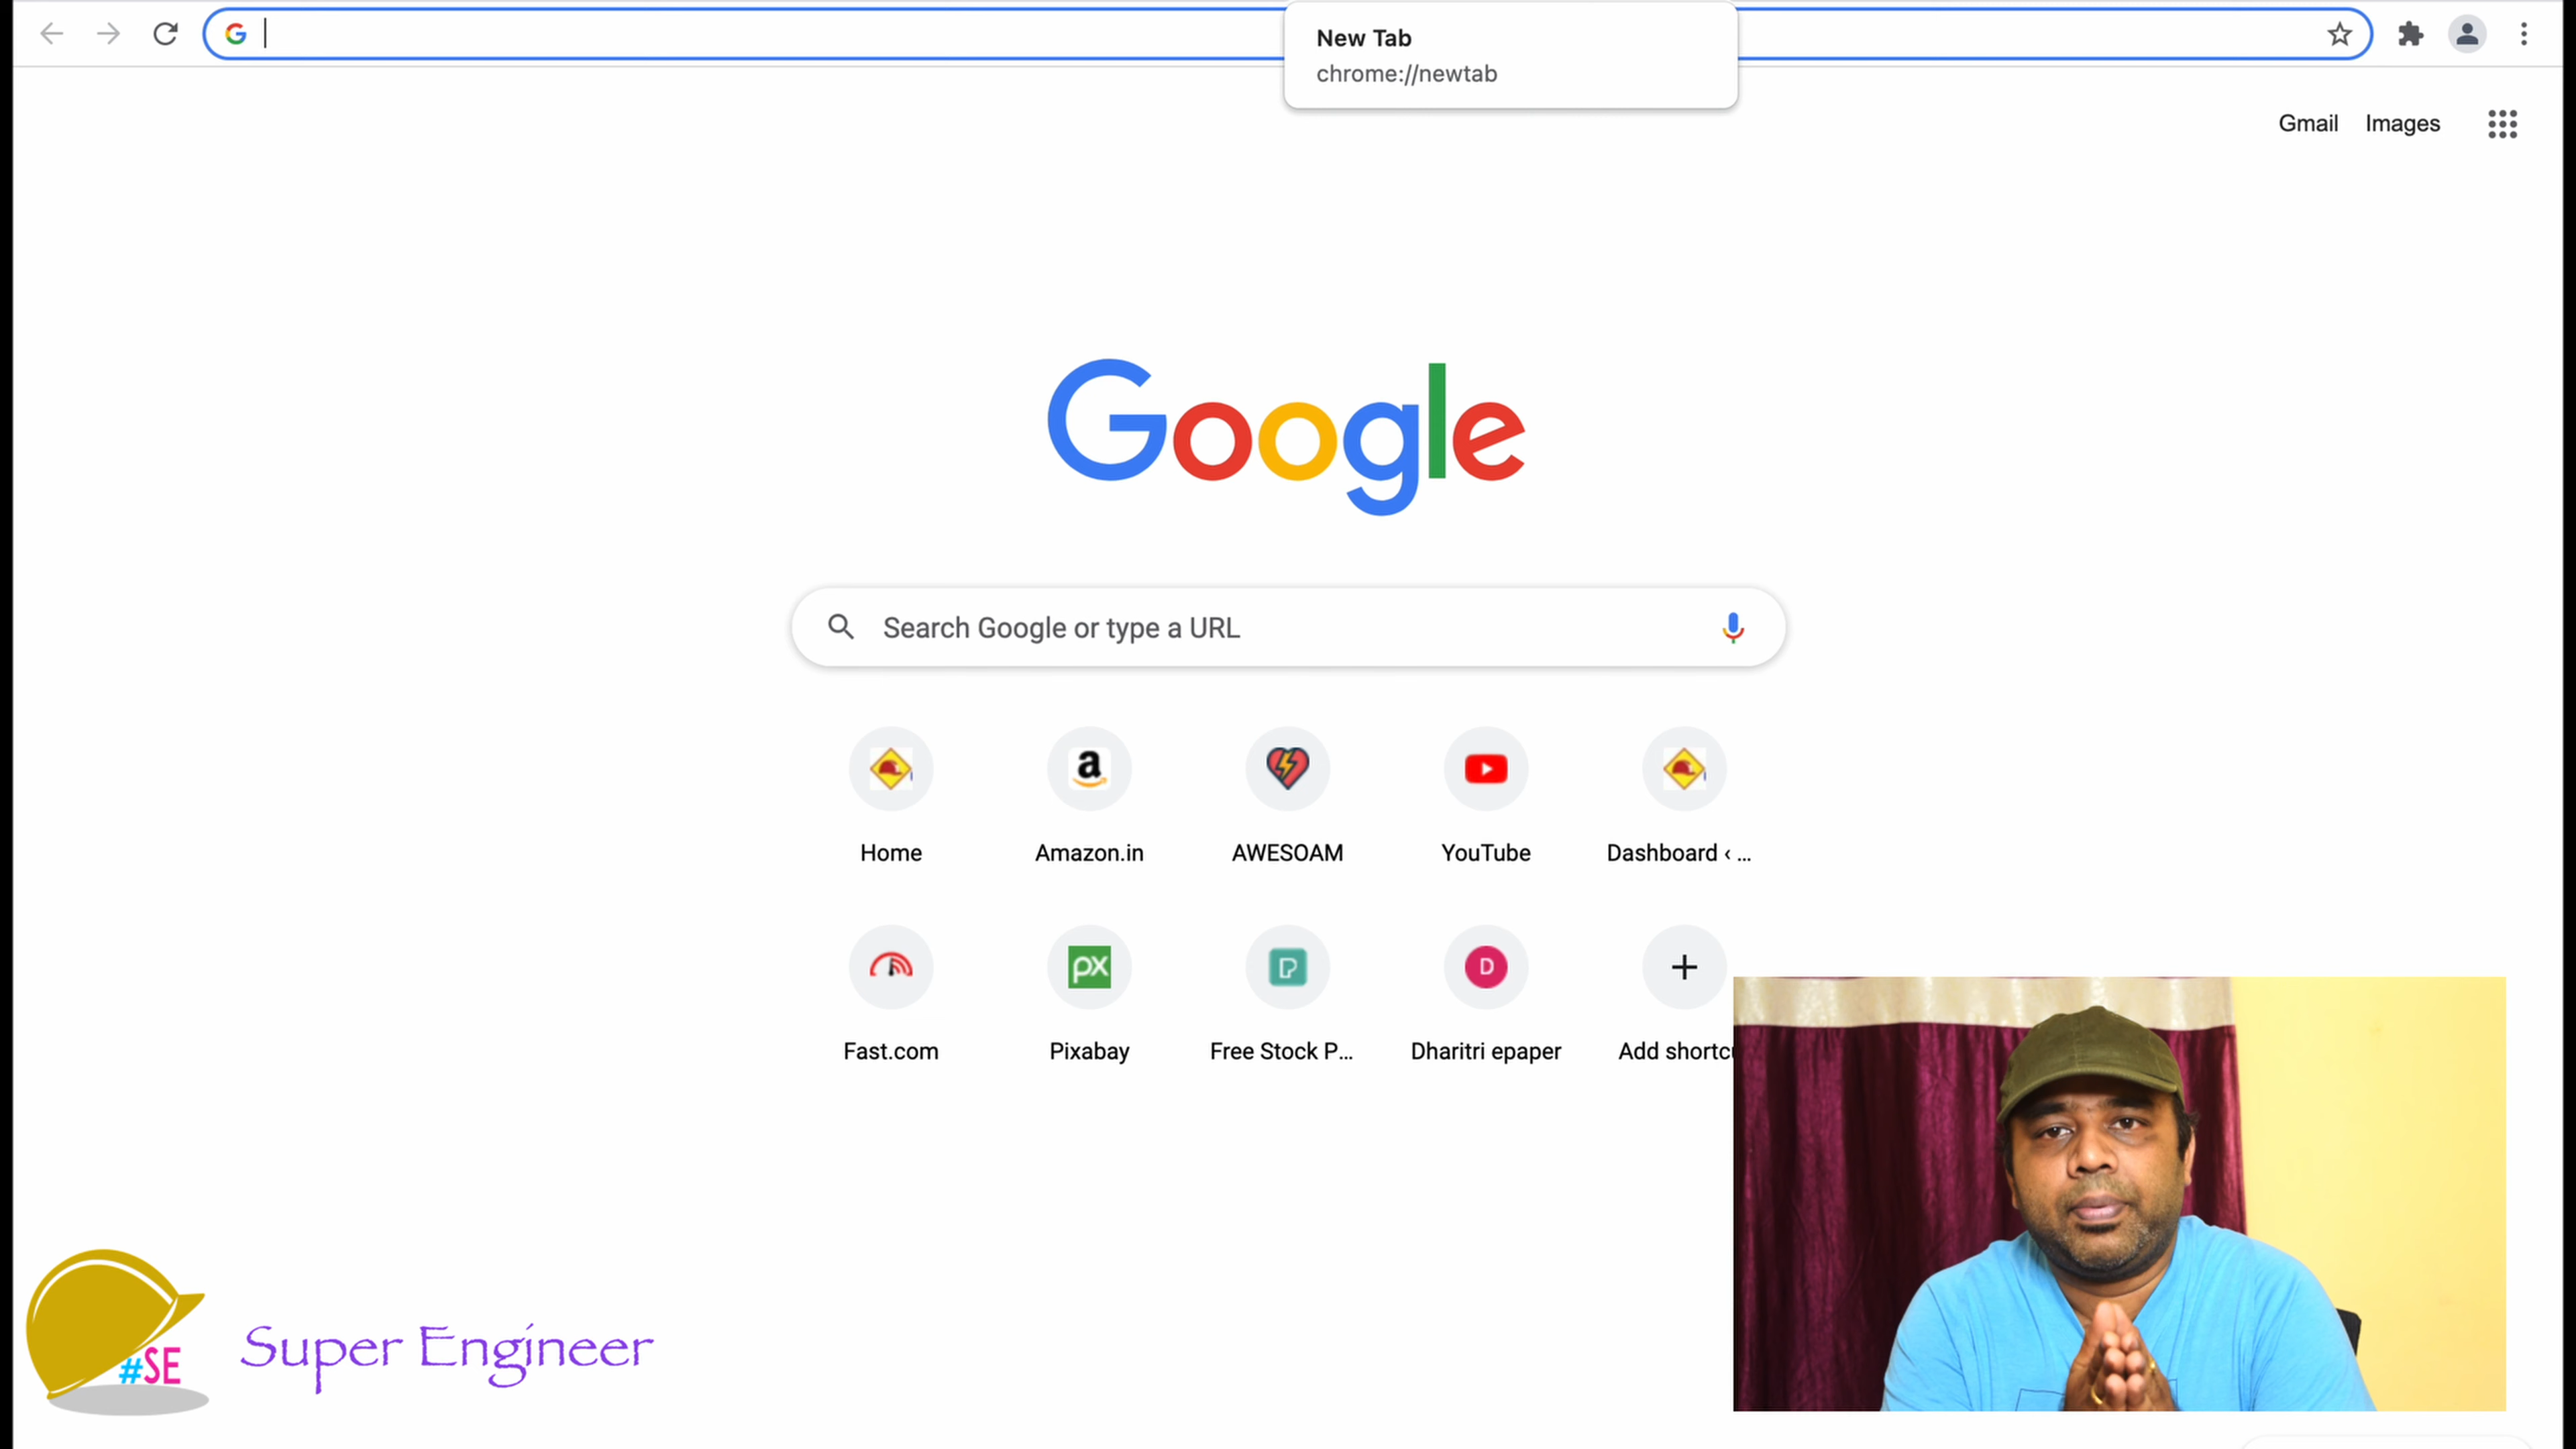 New Tab
chrome://newtab
Gmail Images
Google
Search Google or type a URL
Home Amazon.in AWESOAM YouTube Dashboard ‹ ...
a
Fast.com Pixabay Free Stock P... Dharitri epaper Add shortcu
px
D
#SE
Super Engineer